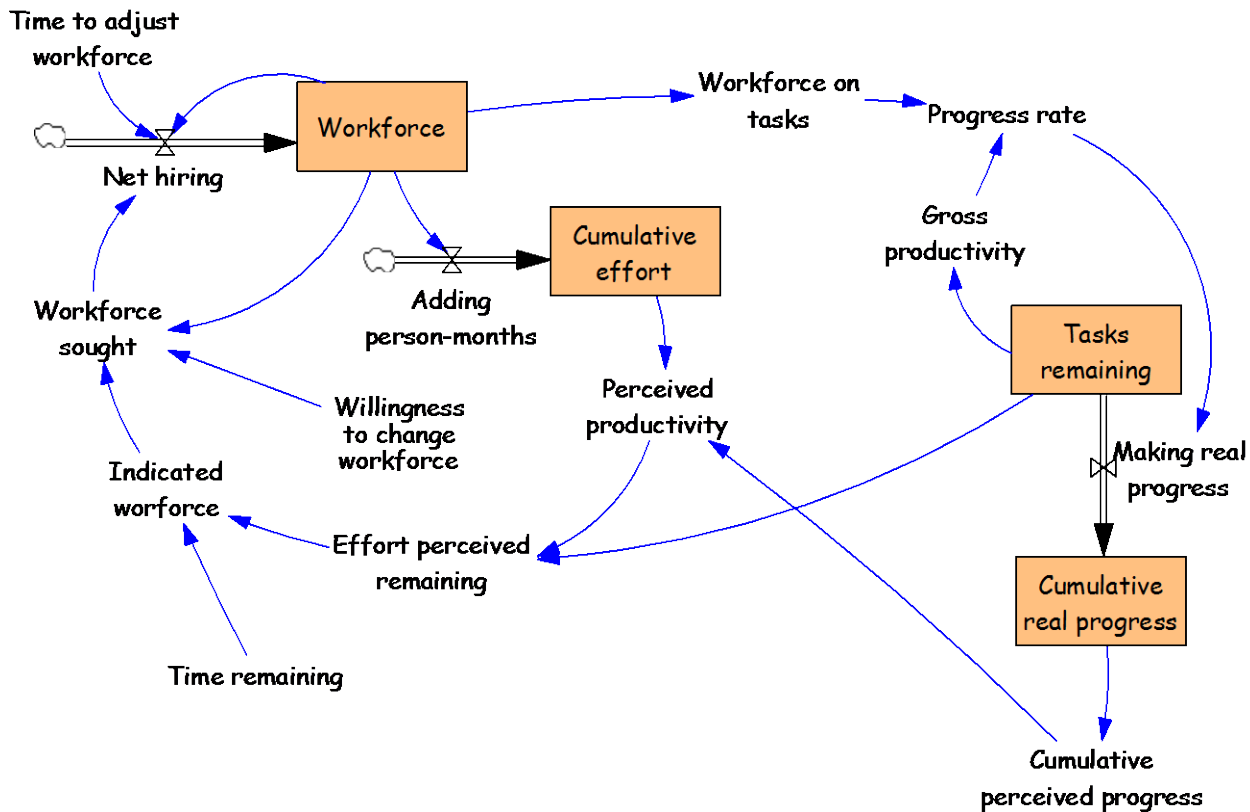 Time to adjust
workforce
Workforce
Net hiring
Workforce on
tasks
Progress rate
Gross
productivity
Cumulative
effort
Adding
person-months
Workforce
sought
Tasks
remaining
Perceived
productivity
Willingness
to change
workforce
Making real
progress
Indicated
worforce
Effort perceived
remaining
Cumulative
real progress
Time remaining
Cumulative
perceived progress